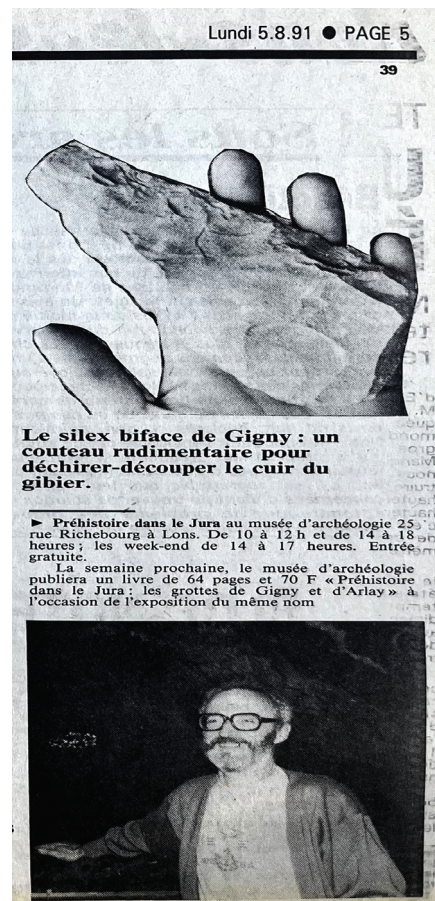 Lundi 5.8.91 ● PAGE 5
39
Le silex biface de Gigny : un
couteau rudimentaire pour
déchirer-découper le cuir du
gibier.
► Préhistoire dans le Jura au musée d'archéologie 25
rue Richebourg à Lons. De 10 à 12 h et de 14 à 18
heures ; les week-end de 14 à 17 heures. Entrée
gratuite.
La semaine prochaine, le musée d'archéologie
publiera un livre de 64 pages et 70 F « Préhistoire
dans le Jura : les grottes de Gigny et d'Arlay » à
l'occasion de l'exposition du même nom